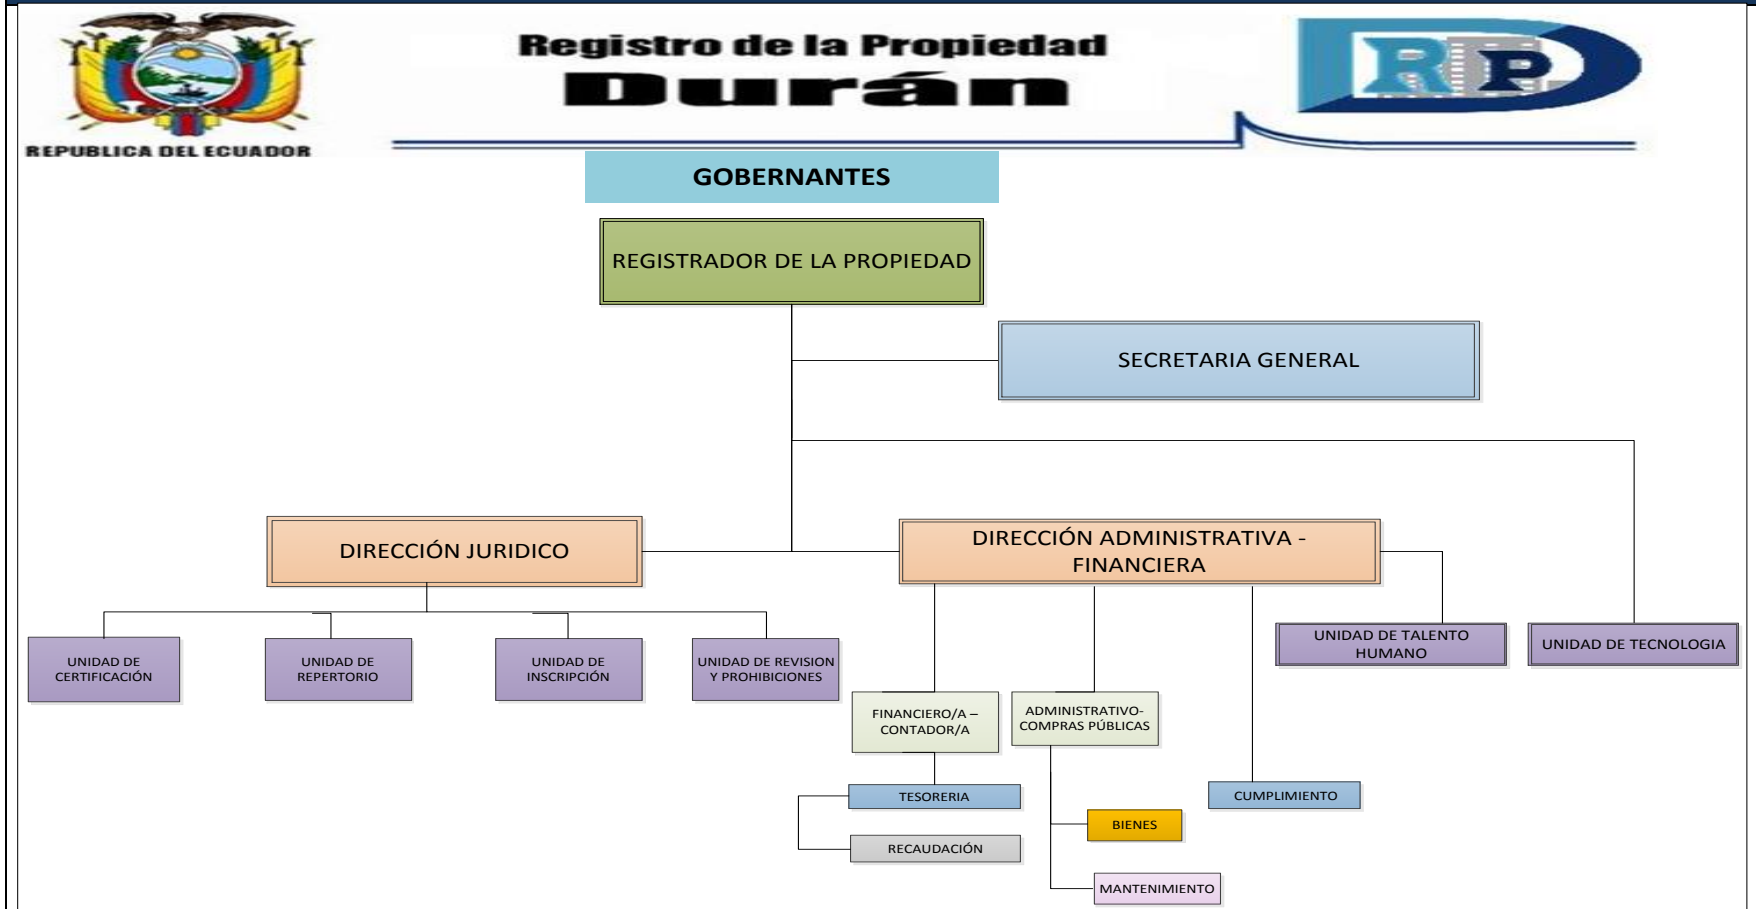 Registro de la Propiedad
Durán
RP
REPUBLICA DEL ECUADOR
GOBERNANTES
REGISTRADOR DE LA PROPIEDAD
SECRETARIA GENERAL
DIRECCIÓN JURIDICO
DIRECCIÓN ADMINISTRATIVA -
FINANCIERA
UNIDAD DE
CERTIFICACIÓN
UNIDAD DE
REPERTORIO
UNIDAD DE
INSCRIPCIÓN
UNIDAD DE REVISION
Y PROHIBICIONES
UNIDAD DE TALENTO
HUMANO
UNIDAD DE TECNOLOGIA
FINANCIERO/A –
CONTADOR/A
ADMINISTRATIVO-
COMPRAS PÚBLICAS
TESORERIA
CUMPLIMIENTO
BIENES
RECAUDACIÓN
MANTENIMIENTO